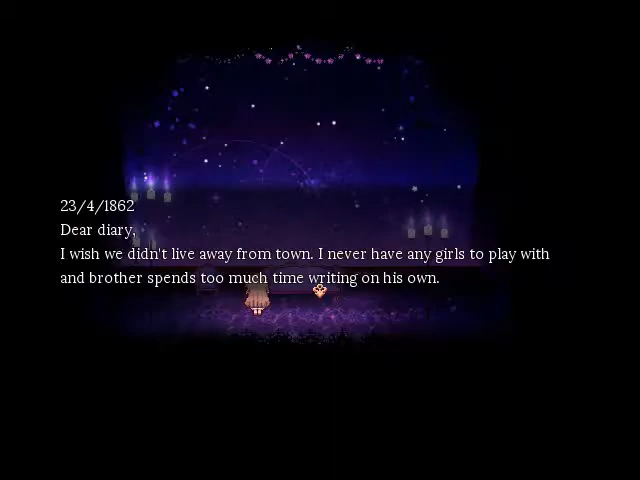 23/4/1862
Dear diary,
I wish we didn't live away from town. I never have any girls to play with
and brother spends too much time writing on his own.